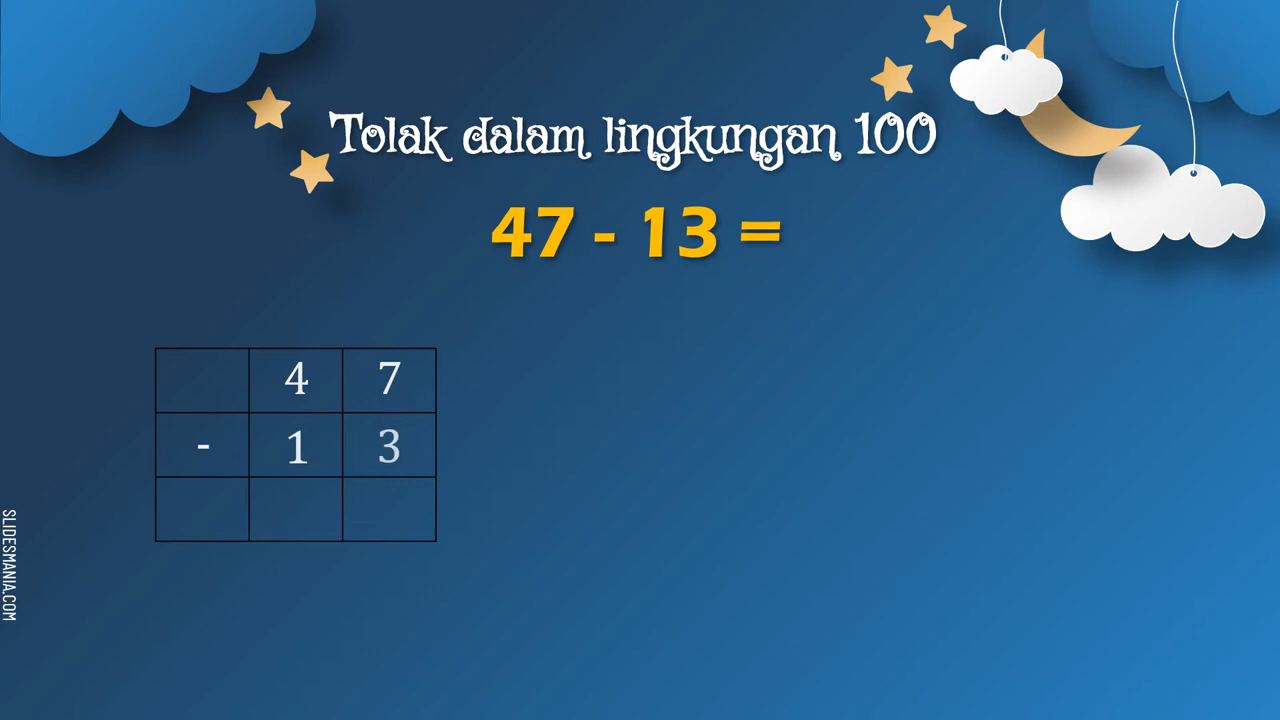 Tolak dalam lingkungan 100
47 - 13 =
4 7
- 1 3
SLIDESMANIA.COM